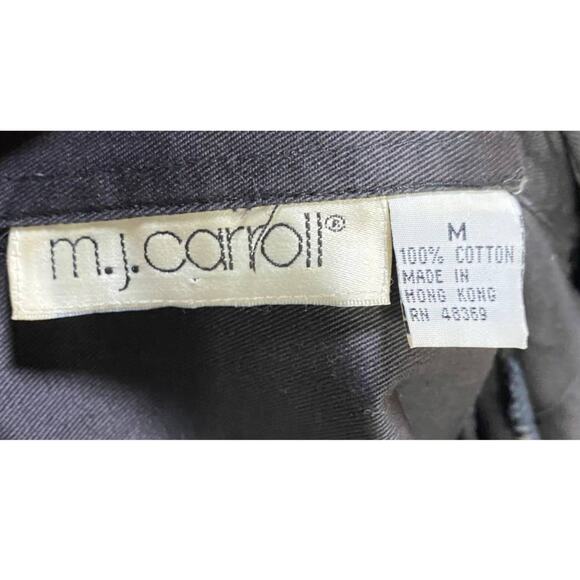 m.j.carroll®
M
100% COTTON
MADE IN
HONG KONG
RN 48369